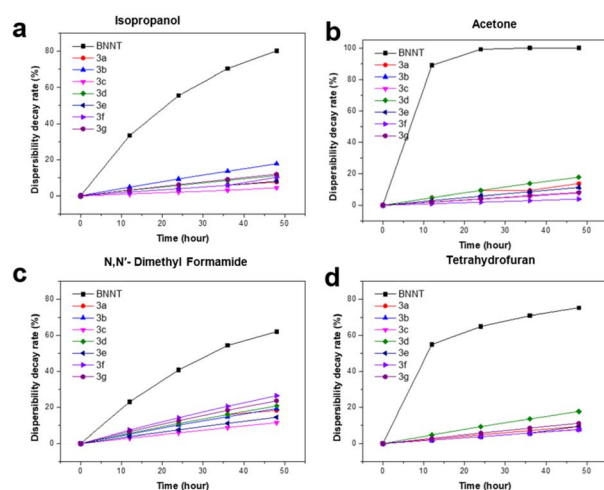 a
Isopropanol
80
60
40
20
0
Dispersibility decay rate (%)
BNNT
3a
3b
3c
3d
3e
3f
3g
0 10 20 30 40 50
Time (hour)
b
Acetone
100
80
60
40
20
0
Dispersibility decay rate (%)
BNNT
3a
3b
3c
3d
3e
3f
3g
0 10 20 30 40 50
Time (hour)
c
N,N′- Dimethyl Formamide
80
60
40
20
0
Dispersibility decay rate (%)
BNNT
3a
3b
3c
3d
3e
3f
3g
0 10 20 30 40 50
Time (hour)
d
Tetrahydrofuran
80
60
40
20
0
Dispersibility decay rate (%)
BNNT
3a
3b
3c
3d
3e
3f
3g
0 10 20 30 40 50
Time (hour)